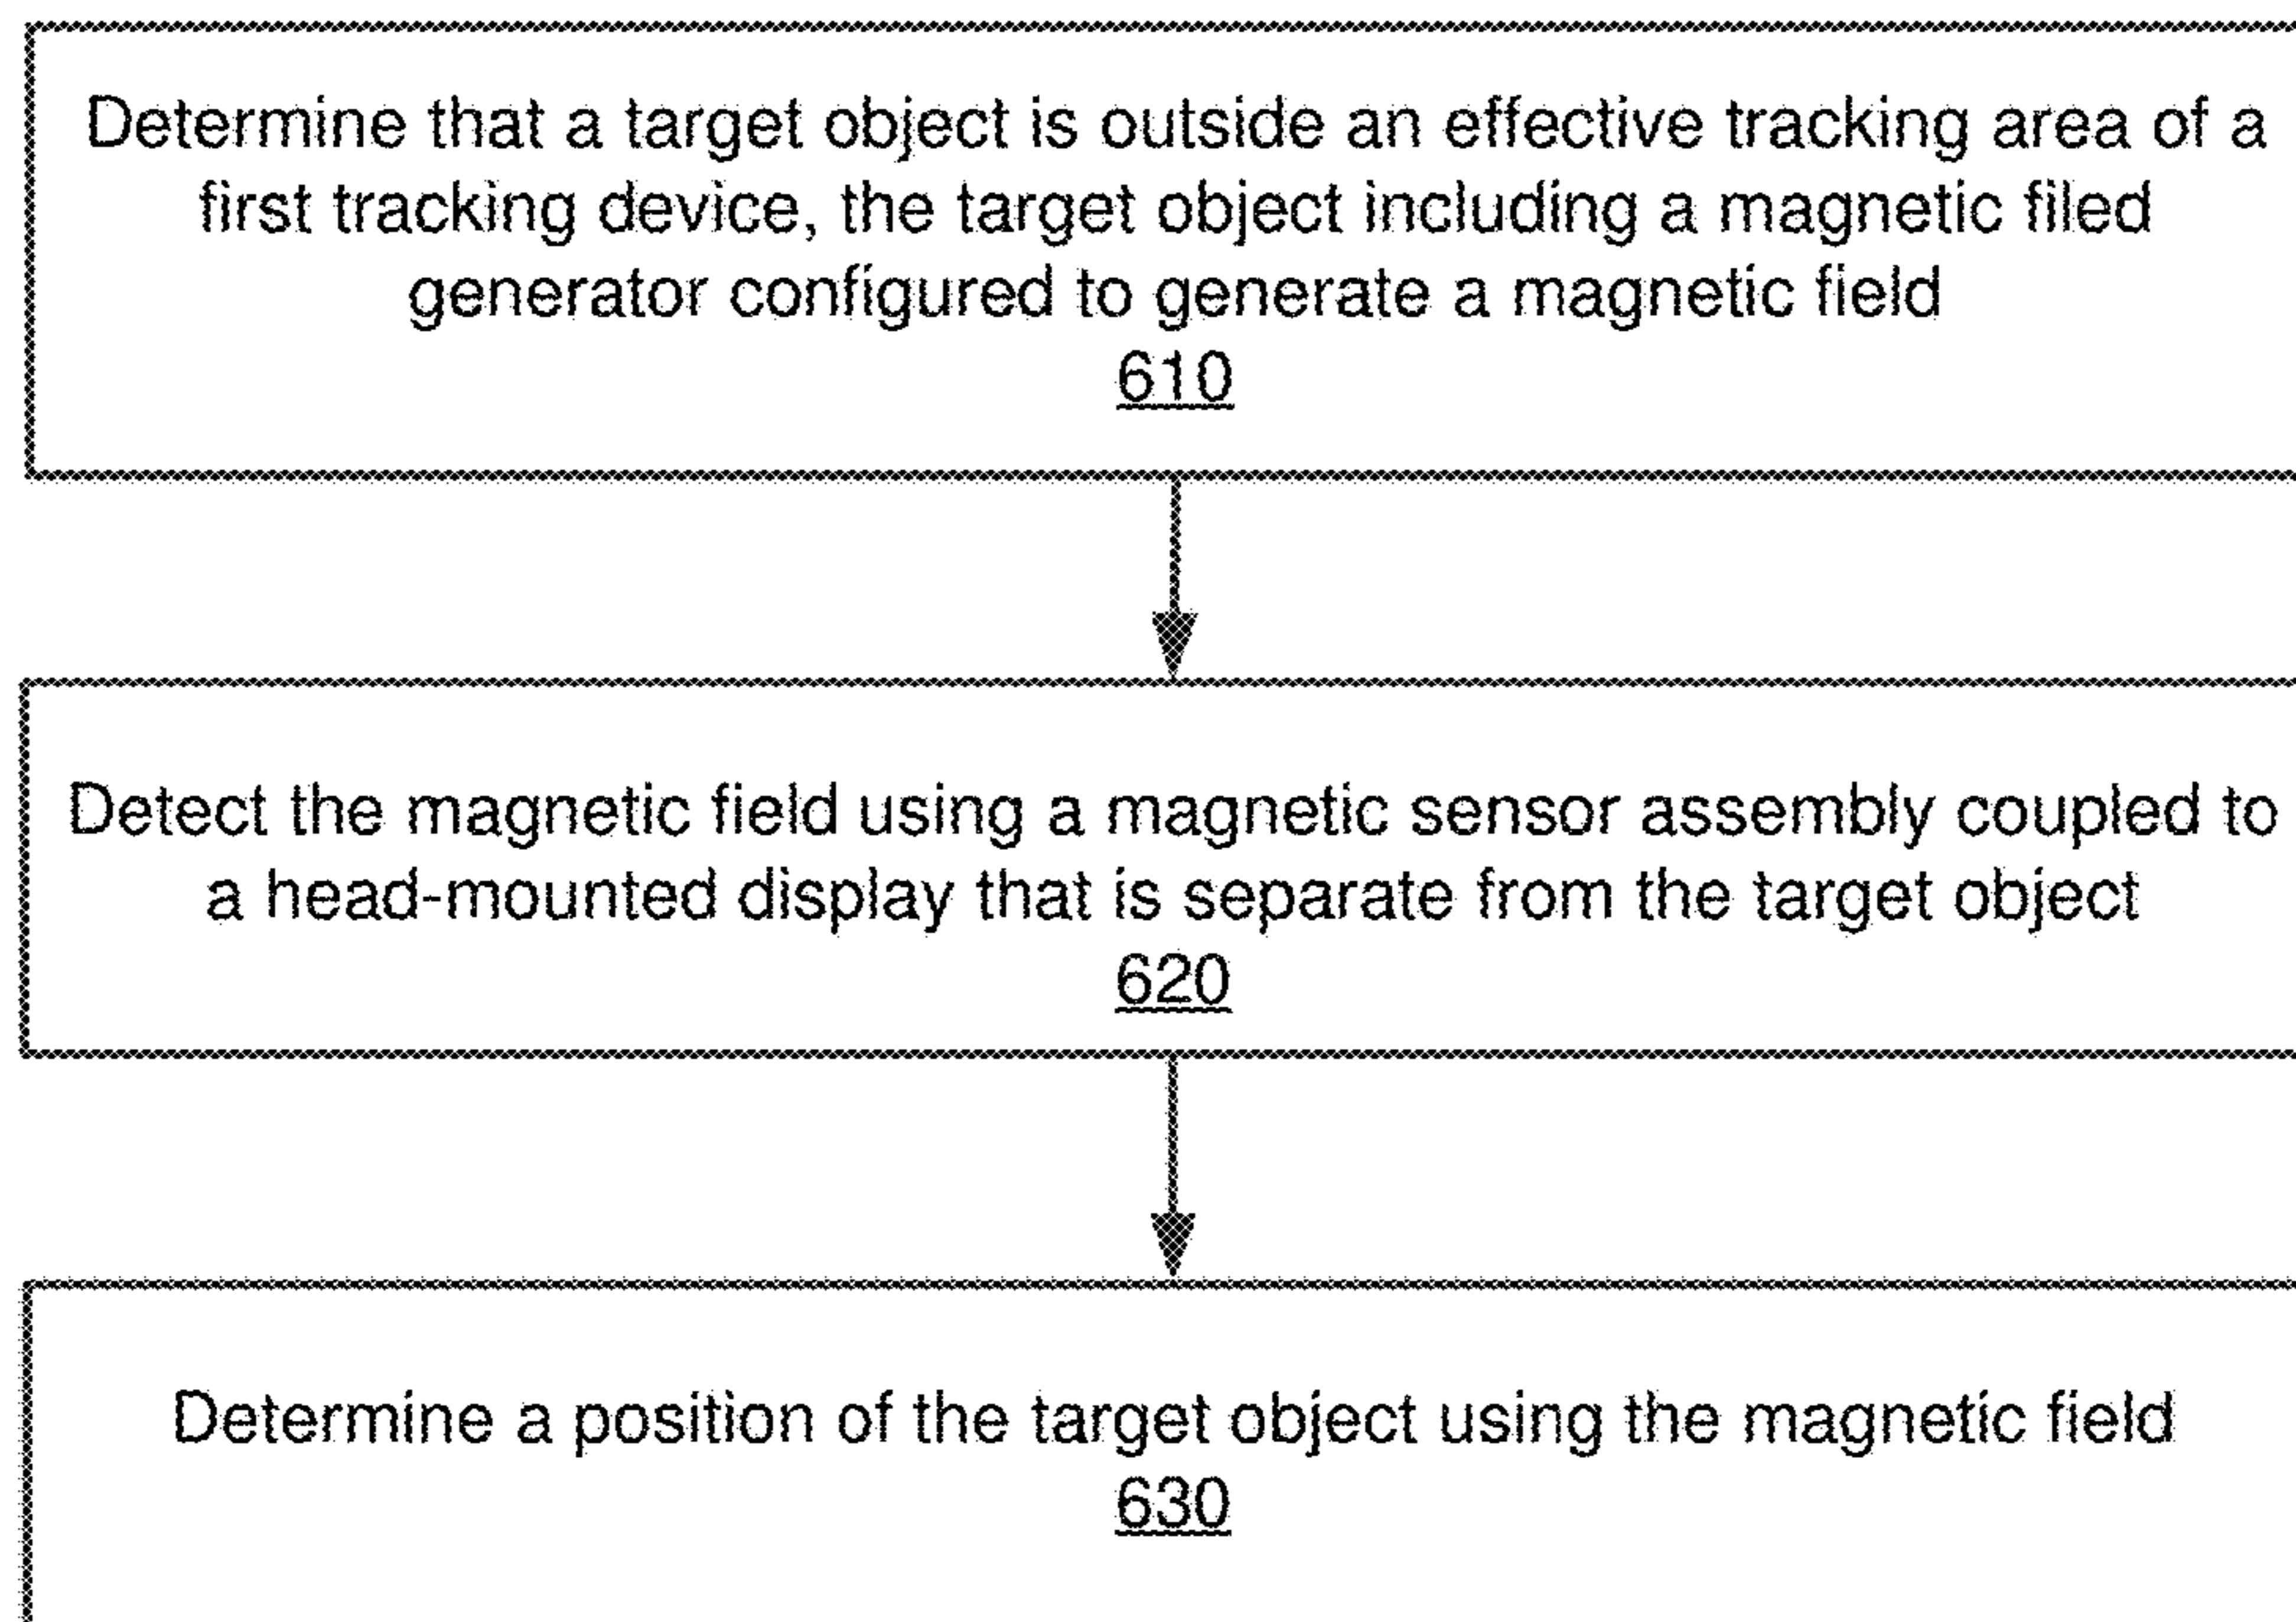 Determine that a target object is outside an effective tracking area of a
first tracking device, the target object including a magnetic filed
generator configured to generate a magnetic field
610
Detect the magnetic field using a magnetic sensor assembly coupled to
a head-mounted display that is separate from the target object
620
Determine a position of the target object using the magnetic field
630